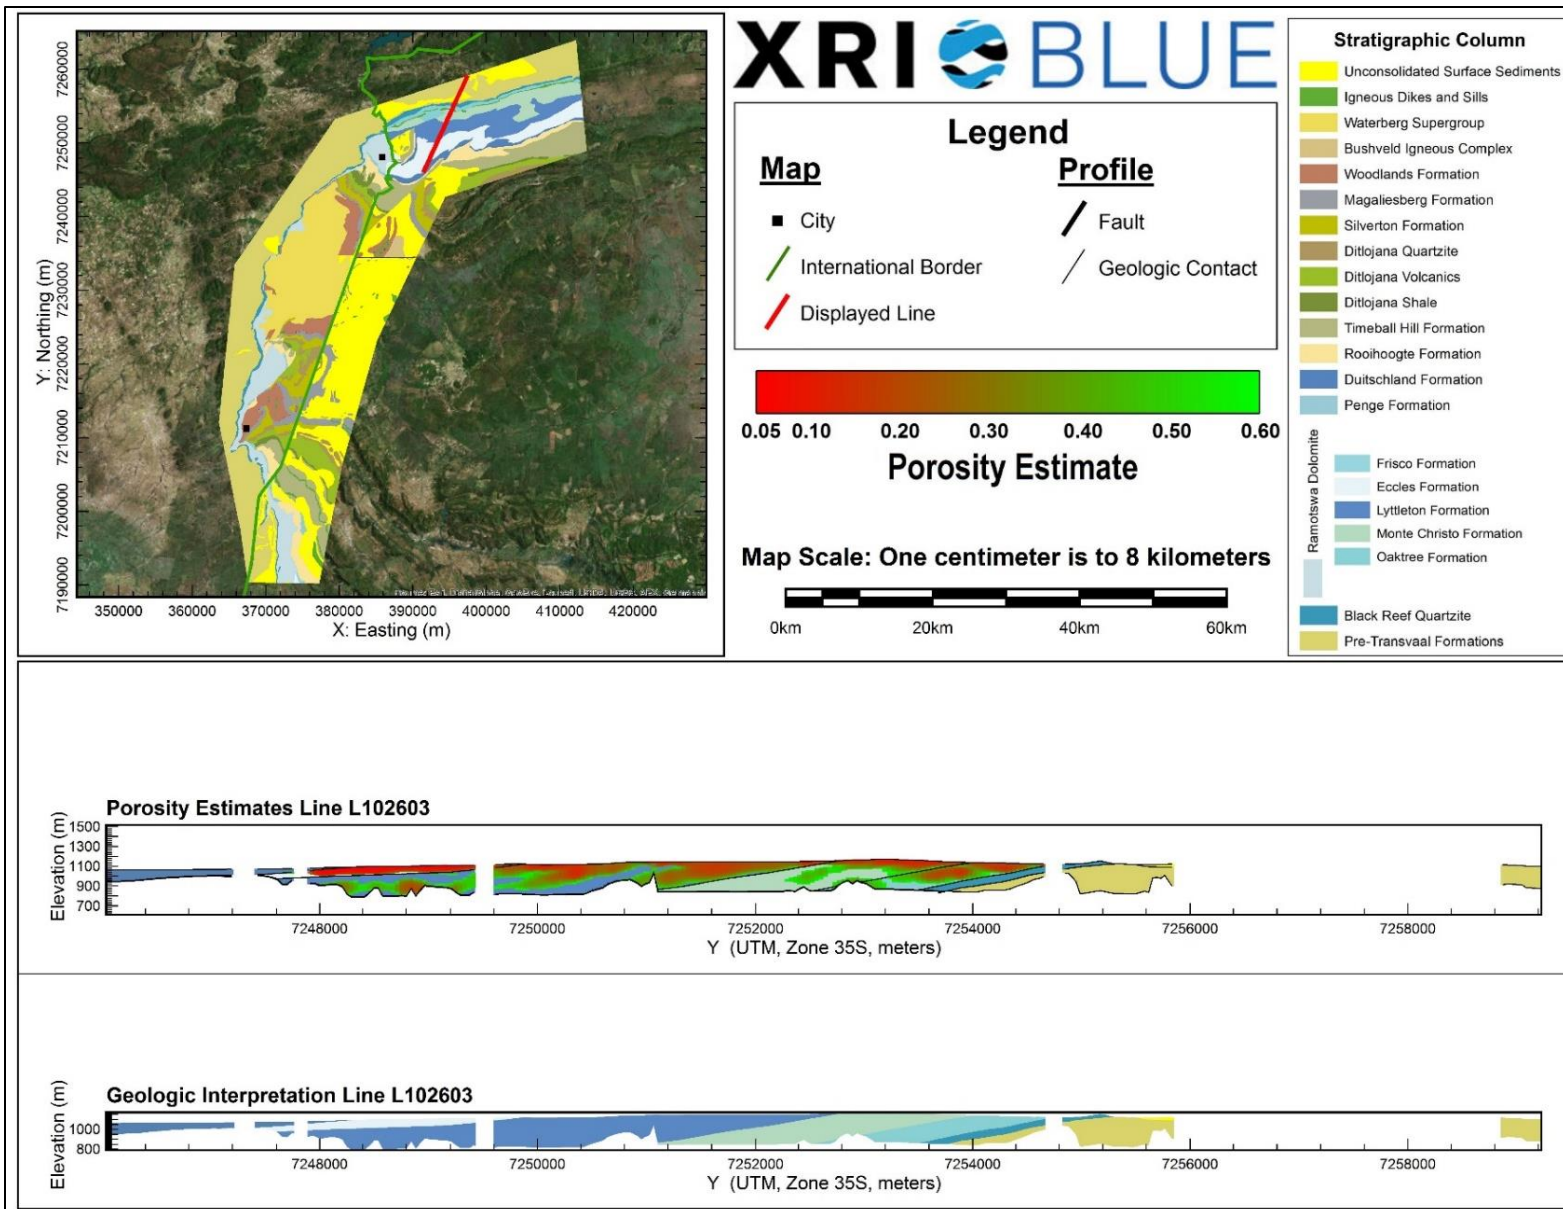 XRI BLUE
7260000
7250000
7240000
7230000
7220000
7210000
7200000
7190000
Y: Northing (m)
350000 360000 370000 380000 390000 400000 410000 420000
X: Easting (m)
Legend
Map
City
International Border
Displayed Line
Profile
Fault
Geologic Contact
0.05 0.10 0.20 0.30 0.40 0.50 0.60
Porosity Estimate
Map Scale: One centimeter is to 8 kilometers
0km 20km 40km 60km
Stratigraphic Column
Unconsolidated Surface Sediments
Igneous Dikes and Sills
Waterberg Supergroup
Bushveld Igneous Complex
Woodlands Formation
Magaliesberg Formation
Silverton Formation
Ditlojana Quartzite
Ditlojana Volcanics
Ditlojana Shale
Timeball Hill Formation
Rooihoogte Formation
Duitschland Formation
Penge Formation
Ramotswa Dolomite
Frisco Formation
Eccles Formation
Lyttleton Formation
Monte Christo Formation
Oaktree Formation
Black Reef Quartzite
Pre-Transvaal Formations
Porosity Estimates Line L102603
Elevation (m)
1500
1300
1100
900
700
7248000 7250000 7252000 7254000 7256000 7258000
Y (UTM, Zone 35S, meters)
Geologic Interpretation Line L102603
Elevation (m)
1000
800
7248000 7250000 7252000 7254000 7256000 7258000
Y (UTM, Zone 35S, meters)